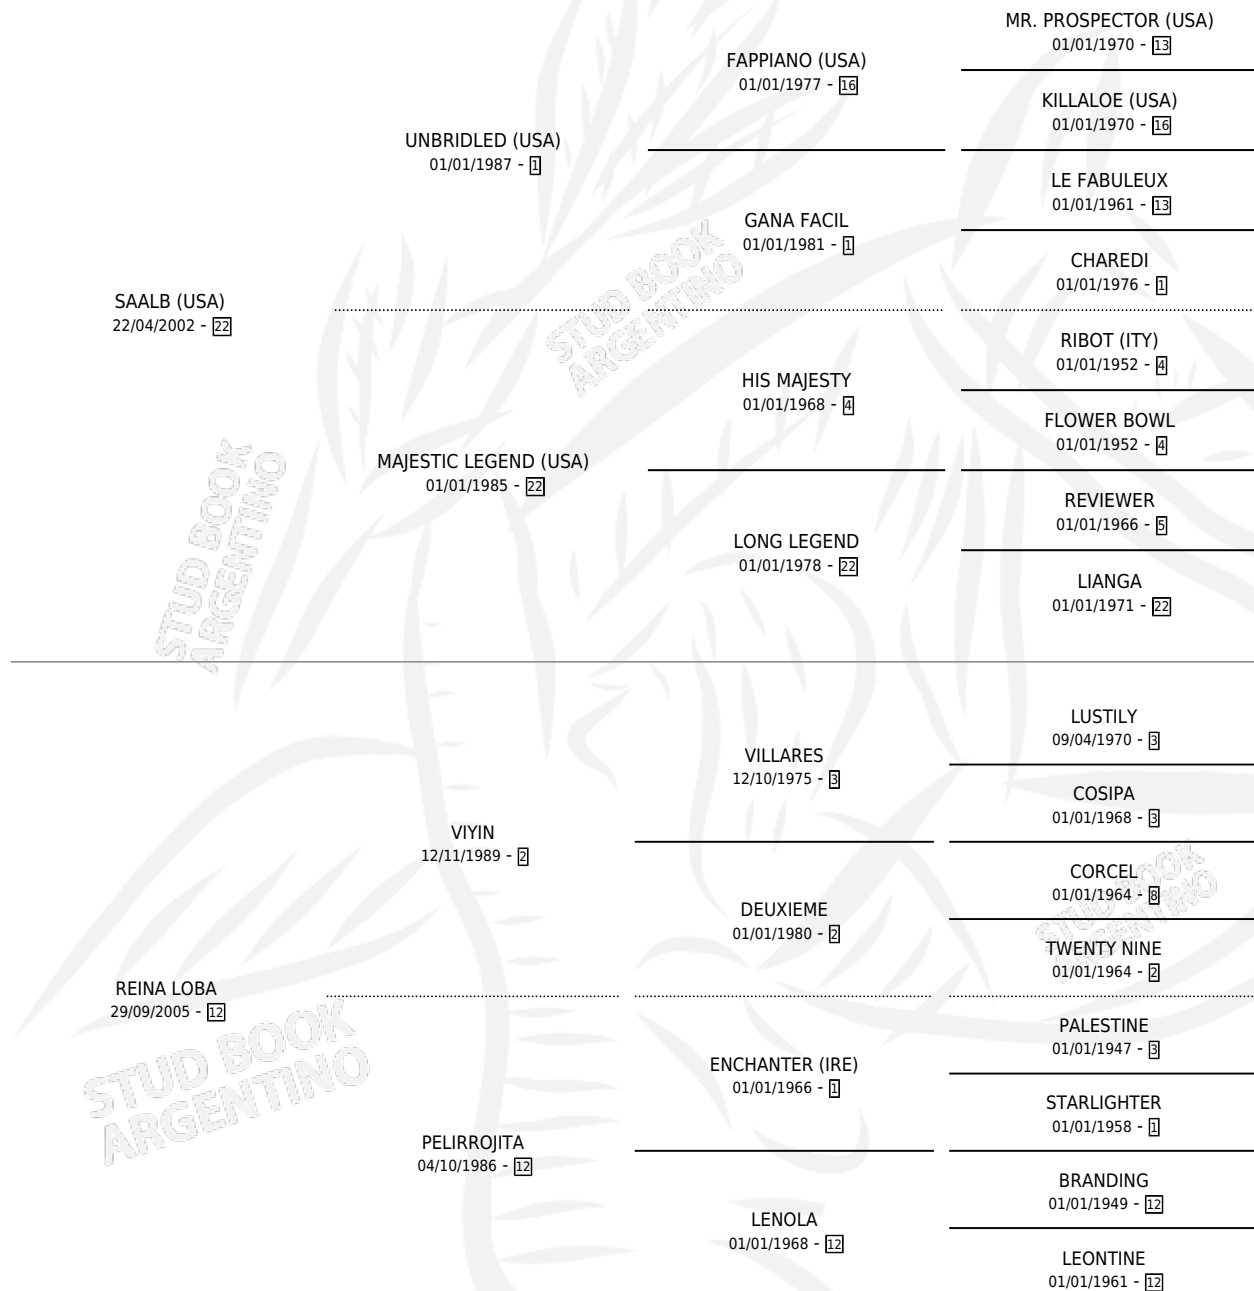 MR. PROSPECTOR (USA)
01/01/1970 - 13
FAPPIANO (USA)
01/01/1977 - 16
KILLALOE (USA)
01/01/1970 - 16
UNBRIDLED (USA)
01/01/1987 - 1
LE FABULEUX
01/01/1961 - 13
GANA FACIL
01/01/1981 - 1
CHAREDI
01/01/1976 - 1
SAALB (USA)
22/04/2002 - 22
RIBOT (ITY)
01/01/1952 - 4
HIS MAJESTY
01/01/1968 - 4
FLOWER BOWL
01/01/1952 - 4
MAJESTIC LEGEND (USA)
01/01/1985 - 22
REVIEWER
01/01/1966 - 5
LONG LEGEND
01/01/1978 - 22
LIANGA
01/01/1971 - 22
LUSTILY
09/04/1970 - 3
VILLARES
12/10/1975 - 3
COSIPA
01/01/1968 - 3
VIYIN
12/11/1989 - 2
CORCEL
01/01/1964 - 8
DEUXIEME
01/01/1980 - 2
TWENTY NINE
01/01/1964 - 2
REINA LOBA
29/09/2005 - 12
PALESTINE
01/01/1947 - 3
ENCHANTER (IRE)
01/01/1966 - 1
STARLIGHTER
01/01/1958 - 1
PELIRROJITA
04/10/1986 - 12
BRANDING
01/01/1949 - 12
LENOLA
01/01/1968 - 12
LEONTINE
01/01/1961 - 12
STUD BOOK
ARGENTINO
STUD BOOK
ARGENTINO
STUD BOOK
ARGENTINO
STUD BOOK
ARGENTINO